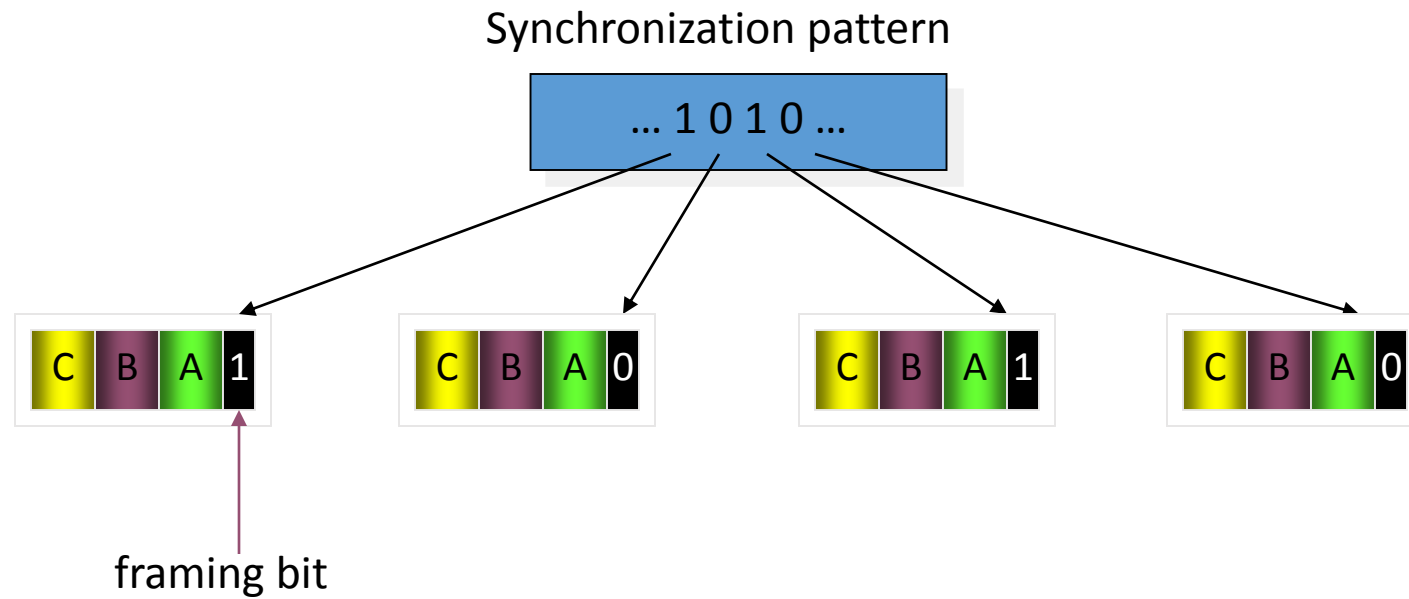 Synchronization pattern
... 1 0 1 0 ...
C B A 1
C B A 0
C B A 1
C B A 0
framing bit